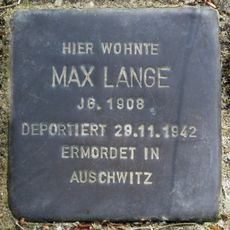 HIER WOHNTE
MAX LANGE
JG. 1908
DEPORTIERT 29.11.1942
ERMORDET IN
AUSCHWITZ